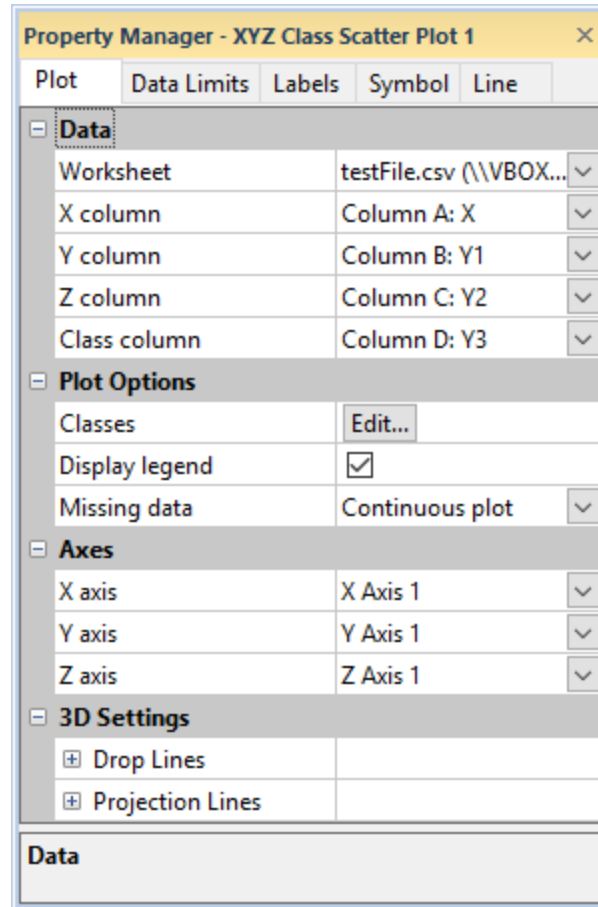 Property Manager - XYZ Class Scatter Plot 1
Plot Data Limits Labels Symbol Line
Data
Worksheet testFile.csv (\\VBOX...
X column Column A: X
Y column Column B: Y1
Z column Column C: Y2
Class column Column D: Y3
Plot Options
Classes Edit...
Display legend
Missing data Continuous plot
Axes
X axis X Axis 1
Y axis Y Axis 1
Z axis Z Axis 1
3D Settings
Drop Lines
Projection Lines
Data